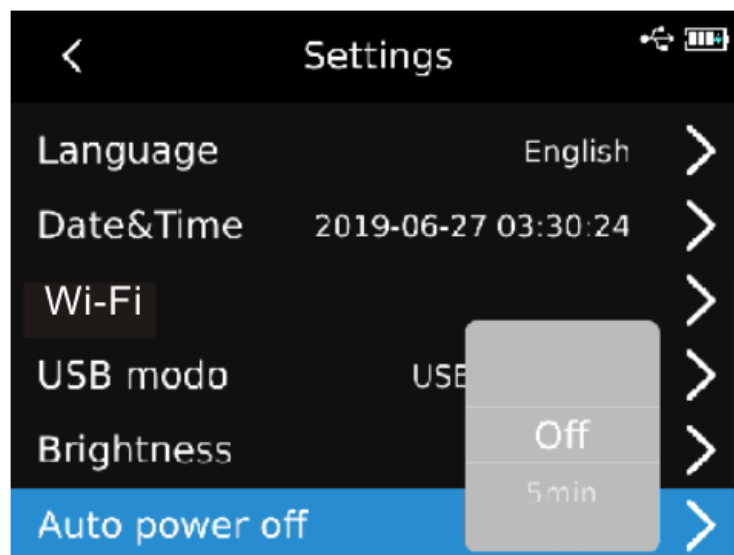 Settings
Language English
Date&Time 2019-06-27 03:30:24
Wi-Fi
USB modo USB
Brightness Off
5min
Auto power off